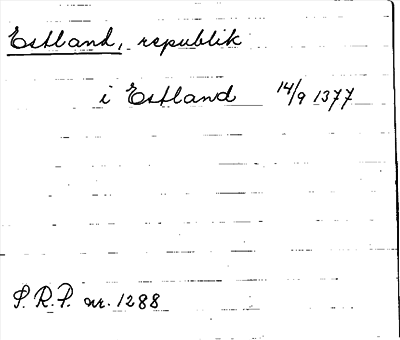 Estland, republik
i Estland 14/9 1377
S.R.P. nr. 1288